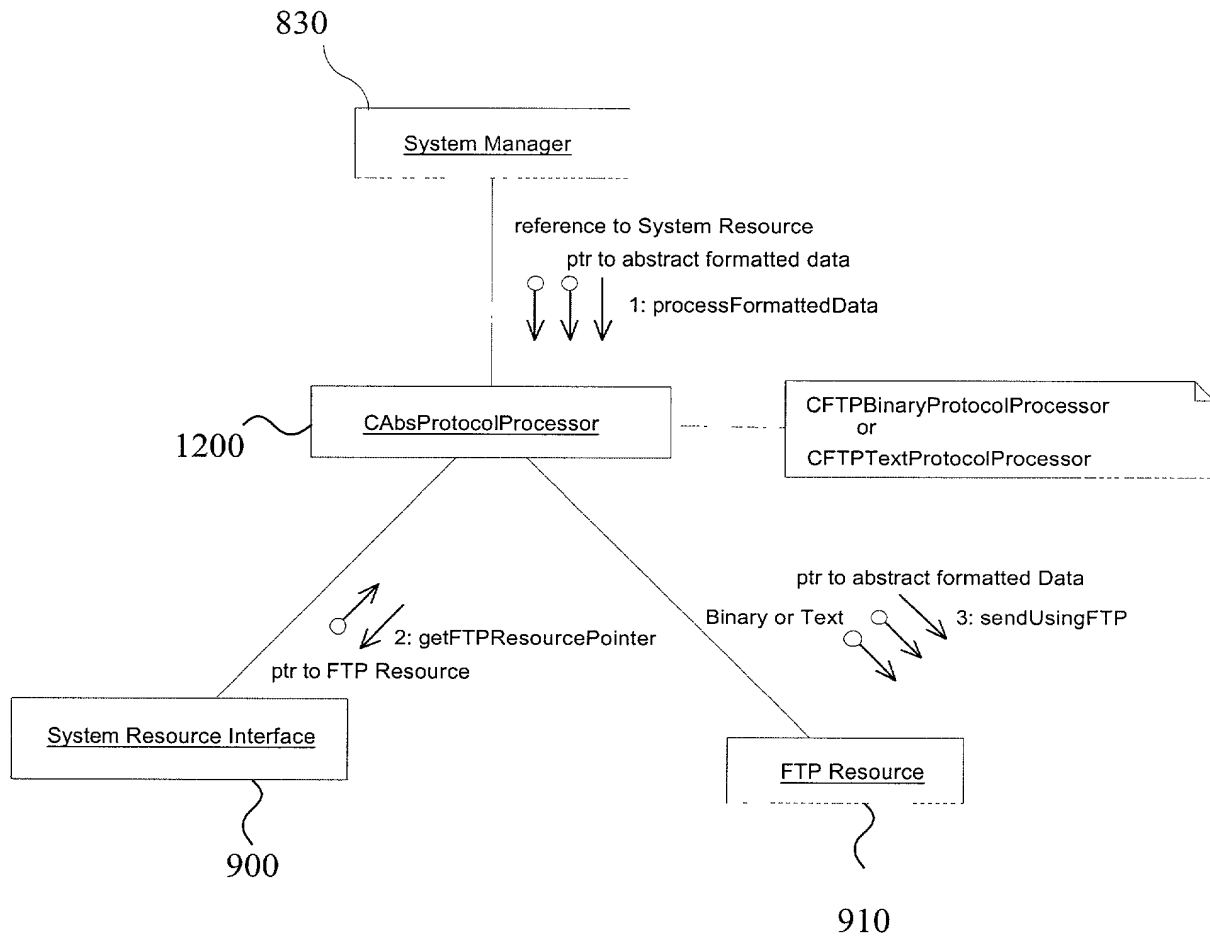 830
System Manager
reference to System Resource
ptr to abstract formatted data
1: processFormattedData
CAbsProtocolProcessor
1200
CFTPBinaryProtocolProcessor
or
CFTPTextProtocolProcessor
ptr to abstract formatted Data
Binary or Text
3: sendUsingFTP
2: getFTPResourcePointer
ptr to FTP Resource
System Resource Interface
FTP Resource
900
910